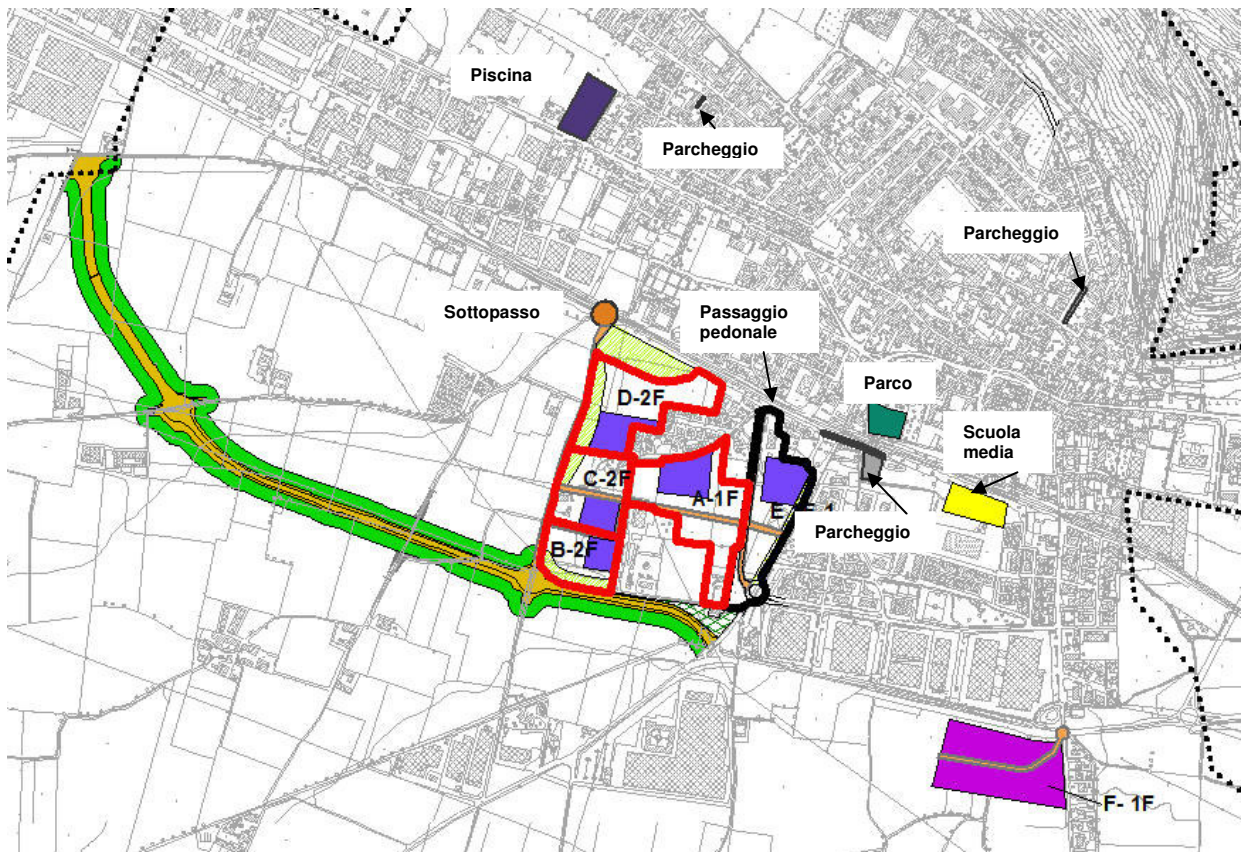 Piscina
Parcheggio
Parcheggio
Sottopasso
Passaggio
pedonale
Parco
D-2F
Scuola
media
C-2F
A-1F
E
Parcheggio
B-2F
F- 1F